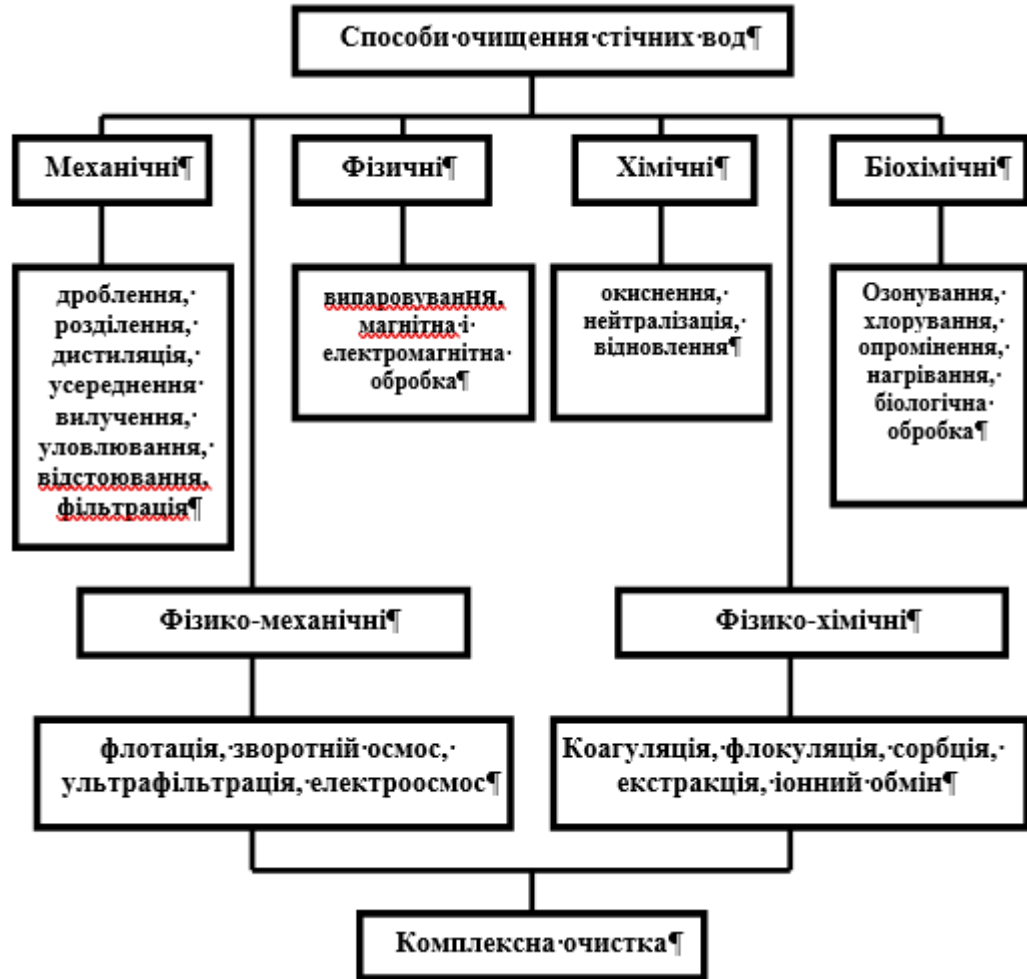 Способи·очищення·стічних·вод¶
Механічні¶
Фізичні¶
Хімічні¶
Біохімічні¶
дроблення,·
розділення,·
дистиляція,·
усереднення·
вилучення,·
уловлювання,·
відстоювання,
фільтрація¶
випаровування,
магнітна·і·
електромагнітна·
обробка¶
окиснення,·
нейтралізація,·
відновлення¶
Озонування,·
хлорування,·
опромінення,·
нагрівання,·
біологічна·
обробка¶
Фізико-механічні¶
Фізико-хімічні¶
флотація,·зворотній·осмос,·
ультрафільтрація,·електроосмос¶
Коагуляція,·флокуляція,·сорбція,·
екстракція,·іонний·обмін¶
Комплексна·очистка¶